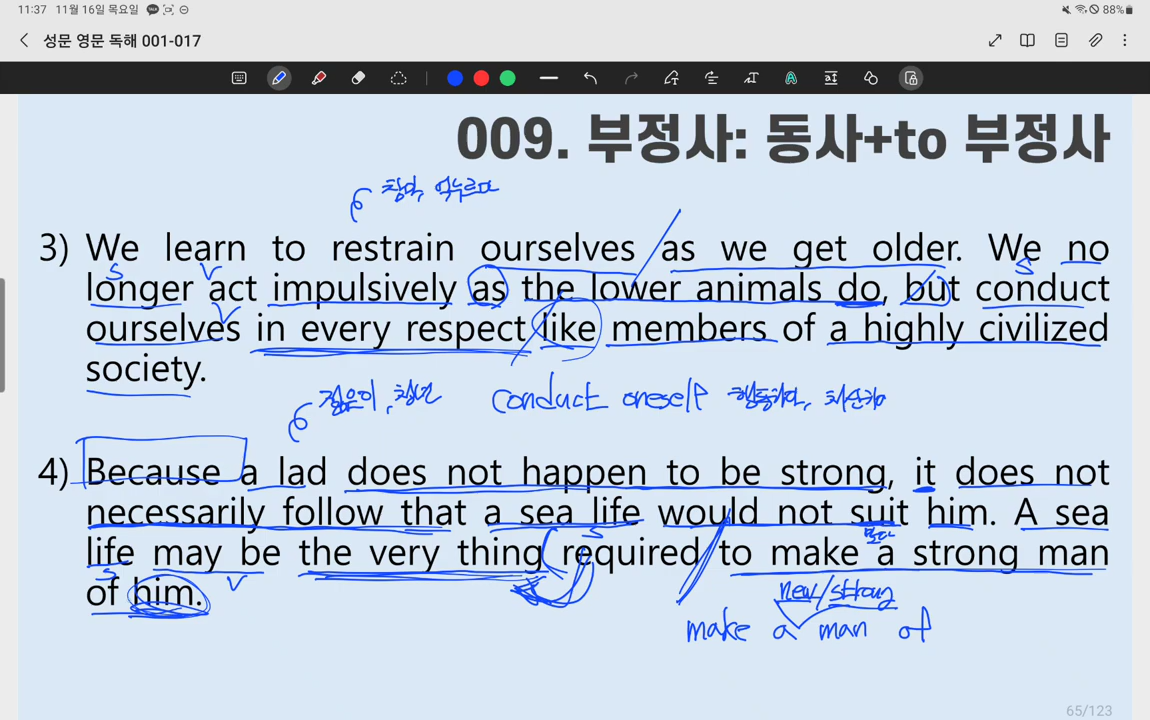 11:37 11월 16일 목요일 88%
성문 영문 독해 001-017
009. 부정사: 동사+to 부정사
참다, 억누르다
3) We learn to restrain ourselves as we get older. We no
S V S
longer act impulsively as the lower animals do, but conduct
V
ourselves in every respect like members of a highly civilized
society.
젊은이, 청년 conduct oneself 행동하다, 처신하다
4) Because a lad does not happen to be strong, it does not
necessarily follow that a sea life would not suit him. A sea
S
life may be the very thing required to make a strong man
S V
of him.
new/strong
make a man of
65/123